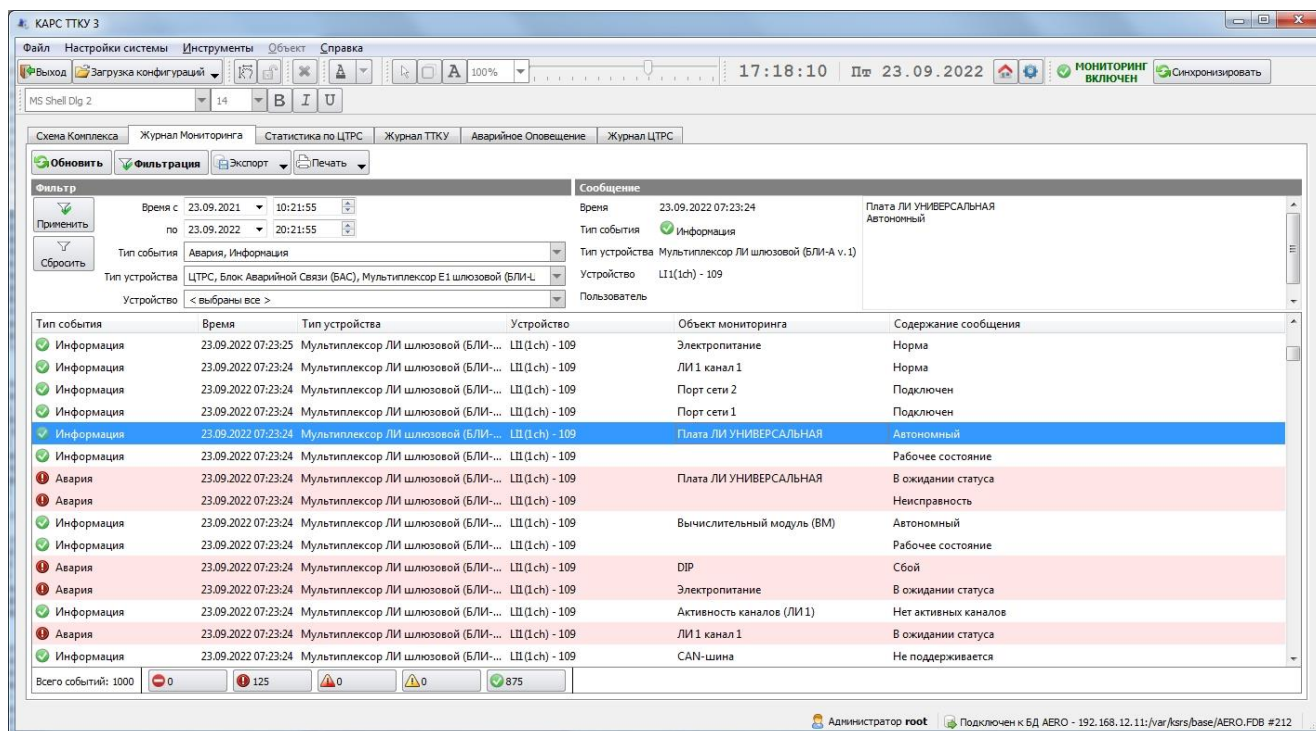 КАРС ТТКУ 3
Файл Настройки системы Инструменты Объект Справка
Выход Загрузка конфигураций A A 100% 17:18:10 Пт 23.09.2022 МОНИТОРИНГ ВКЛЮЧЕН Синхронизировать
MS Shell Dlg 2 14 B I U
Схема Комплекса Журнал Мониторинга Статистика по ЦТРС Журнал ТТКУ Аварийное Оповещение Журнал ЦТРС
Обновить Фильтрация Экспорт Печать
Фильтр
Применить
Сбросить
Время с 23.09.2021 10:21:55
по 23.09.2022 20:21:55
Тип события Авария, Информация
Тип устройства ЦТРС, Блок Аварийной Связи (БАС), Мультиплексор Е1 шлюзовой (БЛИ-Ц
Устройство < выбраны все >
Сообщение
Время 23.09.2022 07:23:24
Тип события Информация
Тип устройства Мультиплексор ЛИ шлюзовой (БЛИ-А v.1)
Устройство LI1(1ch) - 109
Пользователь
Плата ЛИ УНИВЕРСАЛЬНАЯ
Автономный
Тип события Время Тип устройства Устройство Объект мониторинга Содержание сообщения
Информация 23.09.2022 07:23:25 Мультиплексор ЛИ шлюзовой (БЛИ-... LI1(1ch) - 109 Электропитание Норма
Информация 23.09.2022 07:23:24 Мультиплексор ЛИ шлюзовой (БЛИ-... LI1(1ch) - 109 ЛИ 1 канал 1 Норма
Информация 23.09.2022 07:23:24 Мультиплексор ЛИ шлюзовой (БЛИ-... LI1(1ch) - 109 Порт сети 2 Подключен
Информация 23.09.2022 07:23:24 Мультиплексор ЛИ шлюзовой (БЛИ-... LI1(1ch) - 109 Порт сети 1 Подключен
Информация 23.09.2022 07:23:24 Мультиплексор ЛИ шлюзовой (БЛИ-... LI1(1ch) - 109 Плата ЛИ УНИВЕРСАЛЬНАЯ Автономный
Информация 23.09.2022 07:23:24 Мультиплексор ЛИ шлюзовой (БЛИ-... LI1(1ch) - 109 Рабочее состояние
Авария 23.09.2022 07:23:24 Мультиплексор ЛИ шлюзовой (БЛИ-... LI1(1ch) - 109 Плата ЛИ УНИВЕРСАЛЬНАЯ В ожидании статуса
Авария 23.09.2022 07:23:24 Мультиплексор ЛИ шлюзовой (БЛИ-... LI1(1ch) - 109 Неисправность
Информация 23.09.2022 07:23:24 Мультиплексор ЛИ шлюзовой (БЛИ-... LI1(1ch) - 109 Вычислительный модуль (ВМ) Автономный
Информация 23.09.2022 07:23:24 Мультиплексор ЛИ шлюзовой (БЛИ-... LI1(1ch) - 109 Рабочее состояние
Авария 23.09.2022 07:23:24 Мультиплексор ЛИ шлюзовой (БЛИ-... LI1(1ch) - 109 DIP Сбой
Авария 23.09.2022 07:23:24 Мультиплексор ЛИ шлюзовой (БЛИ-... LI1(1ch) - 109 Электропитание В ожидании статуса
Информация 23.09.2022 07:23:24 Мультиплексор ЛИ шлюзовой (БЛИ-... LI1(1ch) - 109 Активность каналов (ЛИ 1) Нет активных каналов
Авария 23.09.2022 07:23:24 Мультиплексор ЛИ шлюзовой (БЛИ-... LI1(1ch) - 109 ЛИ 1 канал 1 В ожидании статуса
Информация 23.09.2022 07:23:24 Мультиплексор ЛИ шлюзовой (БЛИ-... LI1(1ch) - 109 CAN-шина Не поддерживается
Всего событий: 1000 0 125 0 0 875
Администратор root Подключен к БД AERO - 192.168.12.11:/var/ksrs/base/AERO.FDB #212